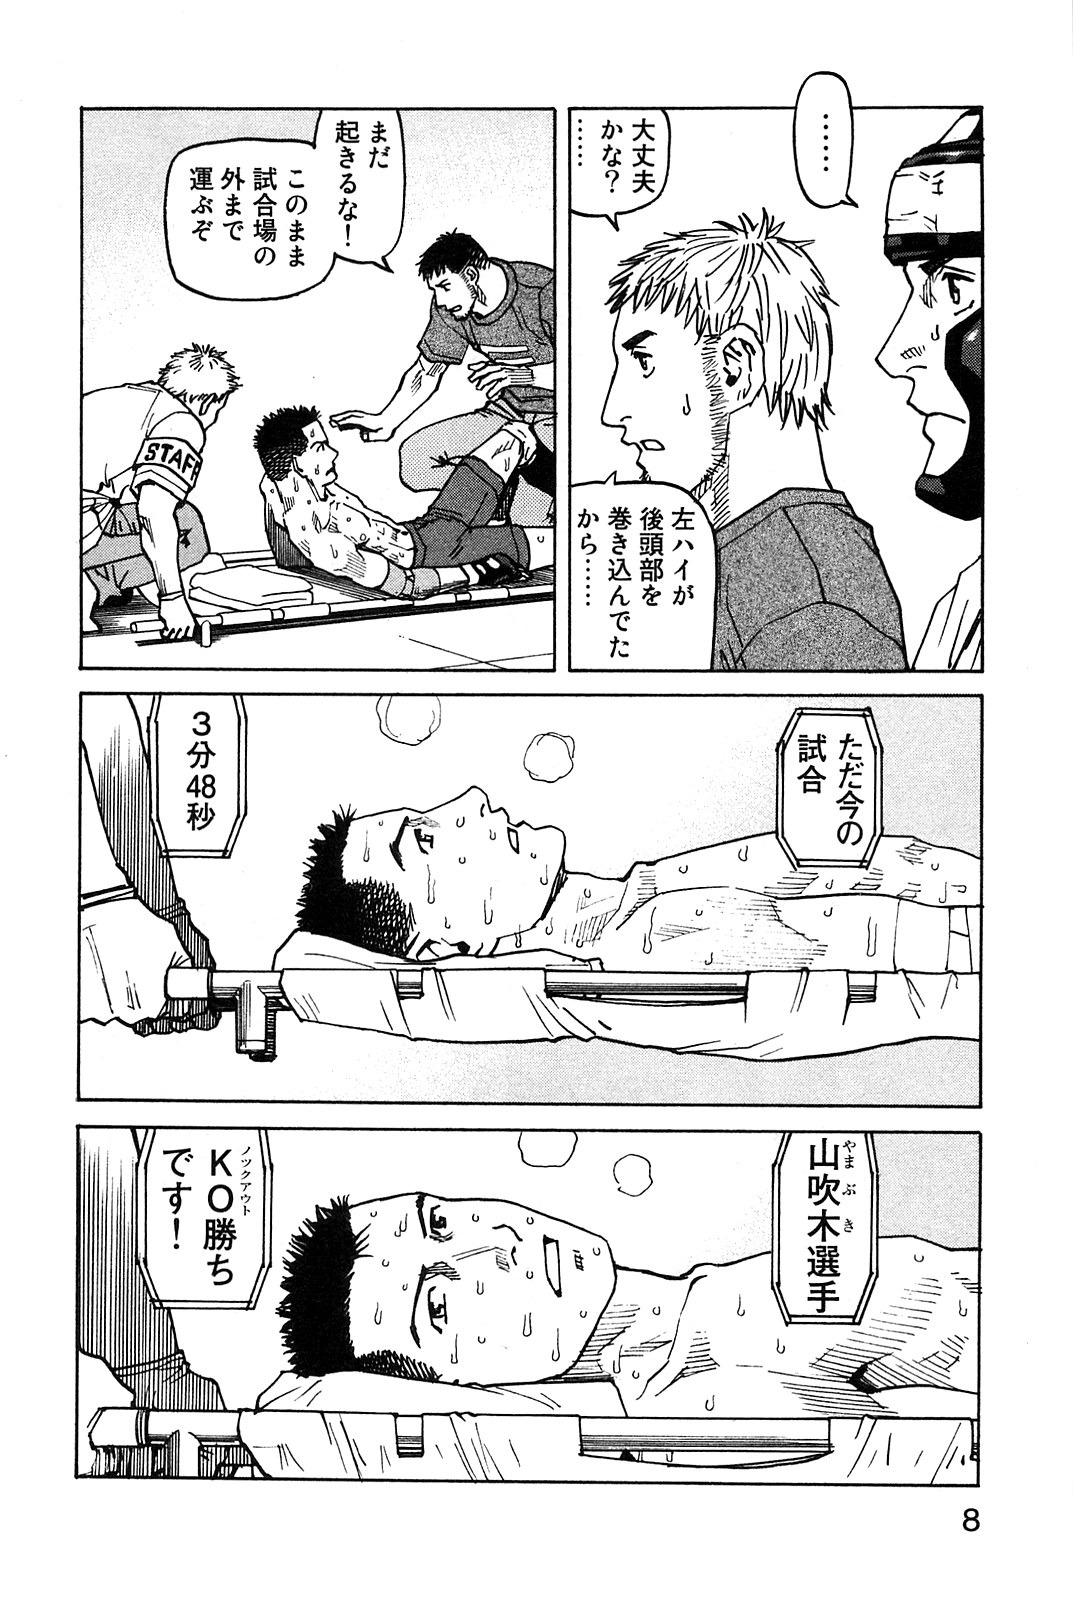 ……
大丈夫
かな？
……
左ハイが
後頭部を
巻き込んでた
から……
まだ
起きるな！
このまま
試合場の
外まで
運ぶぞ
STAFF
ただ今の
試合
3分48秒
山吹木選手
やまぶき
KO勝ち
ノックアウト
です！
8